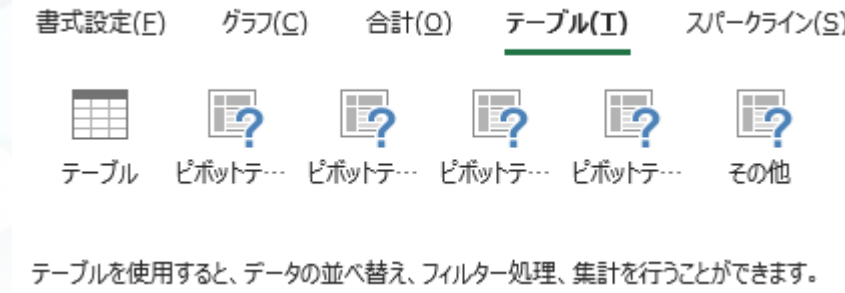 書式設定(F) グラフ(C) 合計(O) テーブル(T) スパークライン(S)
テーブル ピボットテ… ピボットテ… ピボットテ… ピボットテ… その他
テーブルを使用すると、データの並べ替え、フィルター処理、集計を行うことができます。